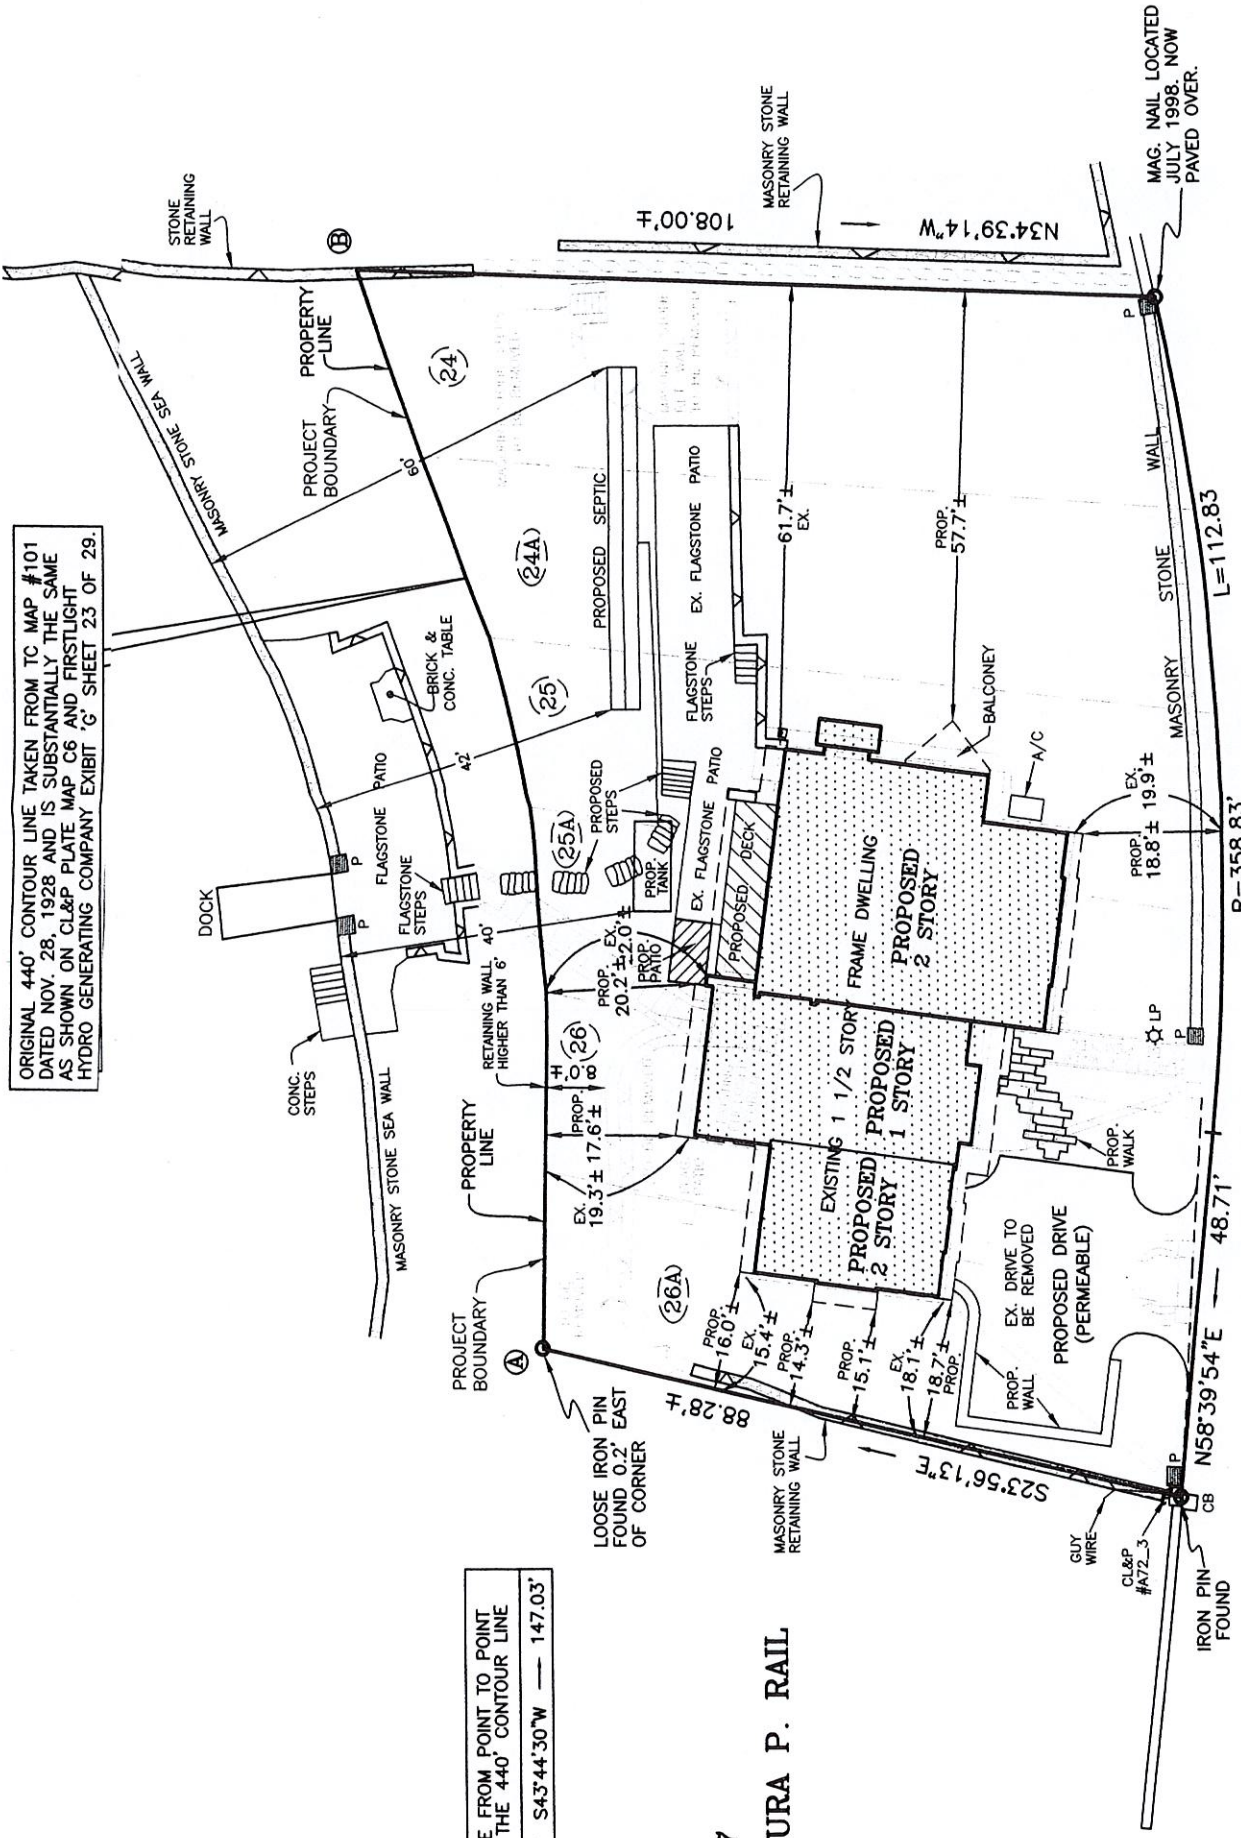 ORIGINAL 440' CONTOUR LINE TAKEN FROM TC MAP #101
DATED NOV. 28, 1928 AND IS SUBSTANTIALLY THE SAME
AS SHOWN ON CL&P PLATE MAP C6 AND FIRSTLIGHT
HYDRO GENERATING COMPANY EXHIBIT 'G' SHEET 23 OF 29.
STONE
RETAINING
WALL
B
MASONRY STONE SEA WALL
PROPERTY
LINE
PROJECT
BOUNDARY
24
60'
108.00'±
N34°39'14"W
MASONRY STONE
RETAINING WALL
MAG. NAIL LOCATED
JULY 1998. NOW
PAVED OVER.
P
DOCK
P
P
CONC.
STEPS
FLAGSTONE
STEPS
FLAGSTONE PATIO
BRICK &
CONC. TABLE
42'
40'
24A
25
25A
PROPOSED SEPTIC
PROPOSED
STEPS
PROP.
TANK
FLAGSTONE
STEPS
EX. FLAGSTONE PATIO
EX. FLAGSTONE PATIO
61.7'±
EX.
PROP.
57.7'±
BALCONEY
A/C
PROPOSED DECK
PROP.
PATIO
MASONRY STONE SEA WALL
RETAINING WALL
HIGHER THAN 6'
PROPERTY
LINE
PROJECT
BOUNDARY
A
LOOSE IRON PIN
FOUND 0.2' EAST
OF CORNER
26
8.0'±
PROP.
20.2'±
EX.
PROP.
17.6'±
EX.
19.3'±
26A
EXISTING 1 1/2 STORY FRAME DWELLING
PROPOSED
2 STORY
PROPOSED
1 STORY
PROPOSED
2 STORY
PROP.
18.8'±
EX.
19.9'±
PROP.
16.0'±
EX.
15.4'±
PROP.
14.3'±
PROP.
15.1'±
EX.
18.1'±
18.7'±
PROP.
88.28'±
S23°56'13"E
MASONRY STONE
RETAINING WALL
GUY
WIRE
CL&P
#A72_3
IRON PIN
FOUND
CB
P
PROP.
WALL
EX. DRIVE TO
BE REMOVED
PROPOSED DRIVE
(PERMEABLE)
PROP.
WALK
LP
P
MASONRY STONE WALL
N58°39'54"E
48.71'
R=358.83'
L=112.83
E FROM POINT TO POINT
THE 440' CONTOUR LINE
S43°44'30"W
147.03'
URA P. RAIL